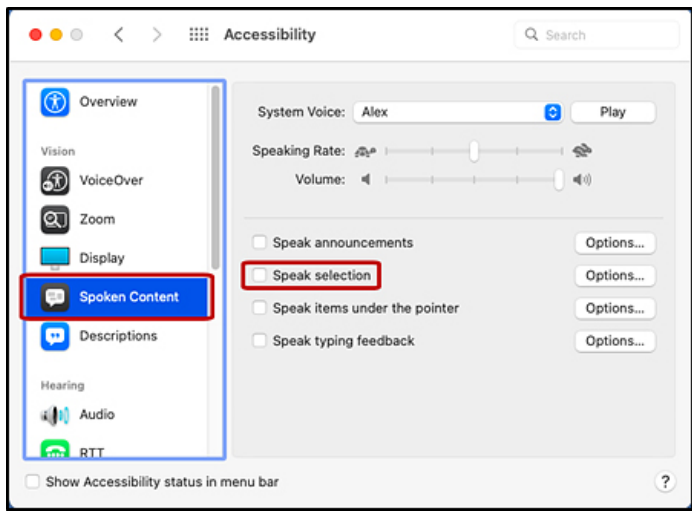 Accessibility
Search
Overview
Vision
VoiceOver
Zoom
Display
Spoken Content
Descriptions
Hearing
Audio
RTT
System Voice: Alex Play
Speaking Rate:
Volume:
Speak announcements Options...
Speak selection Options...
Speak items under the pointer Options...
Speak typing feedback Options...
Show Accessibility status in menu bar ?